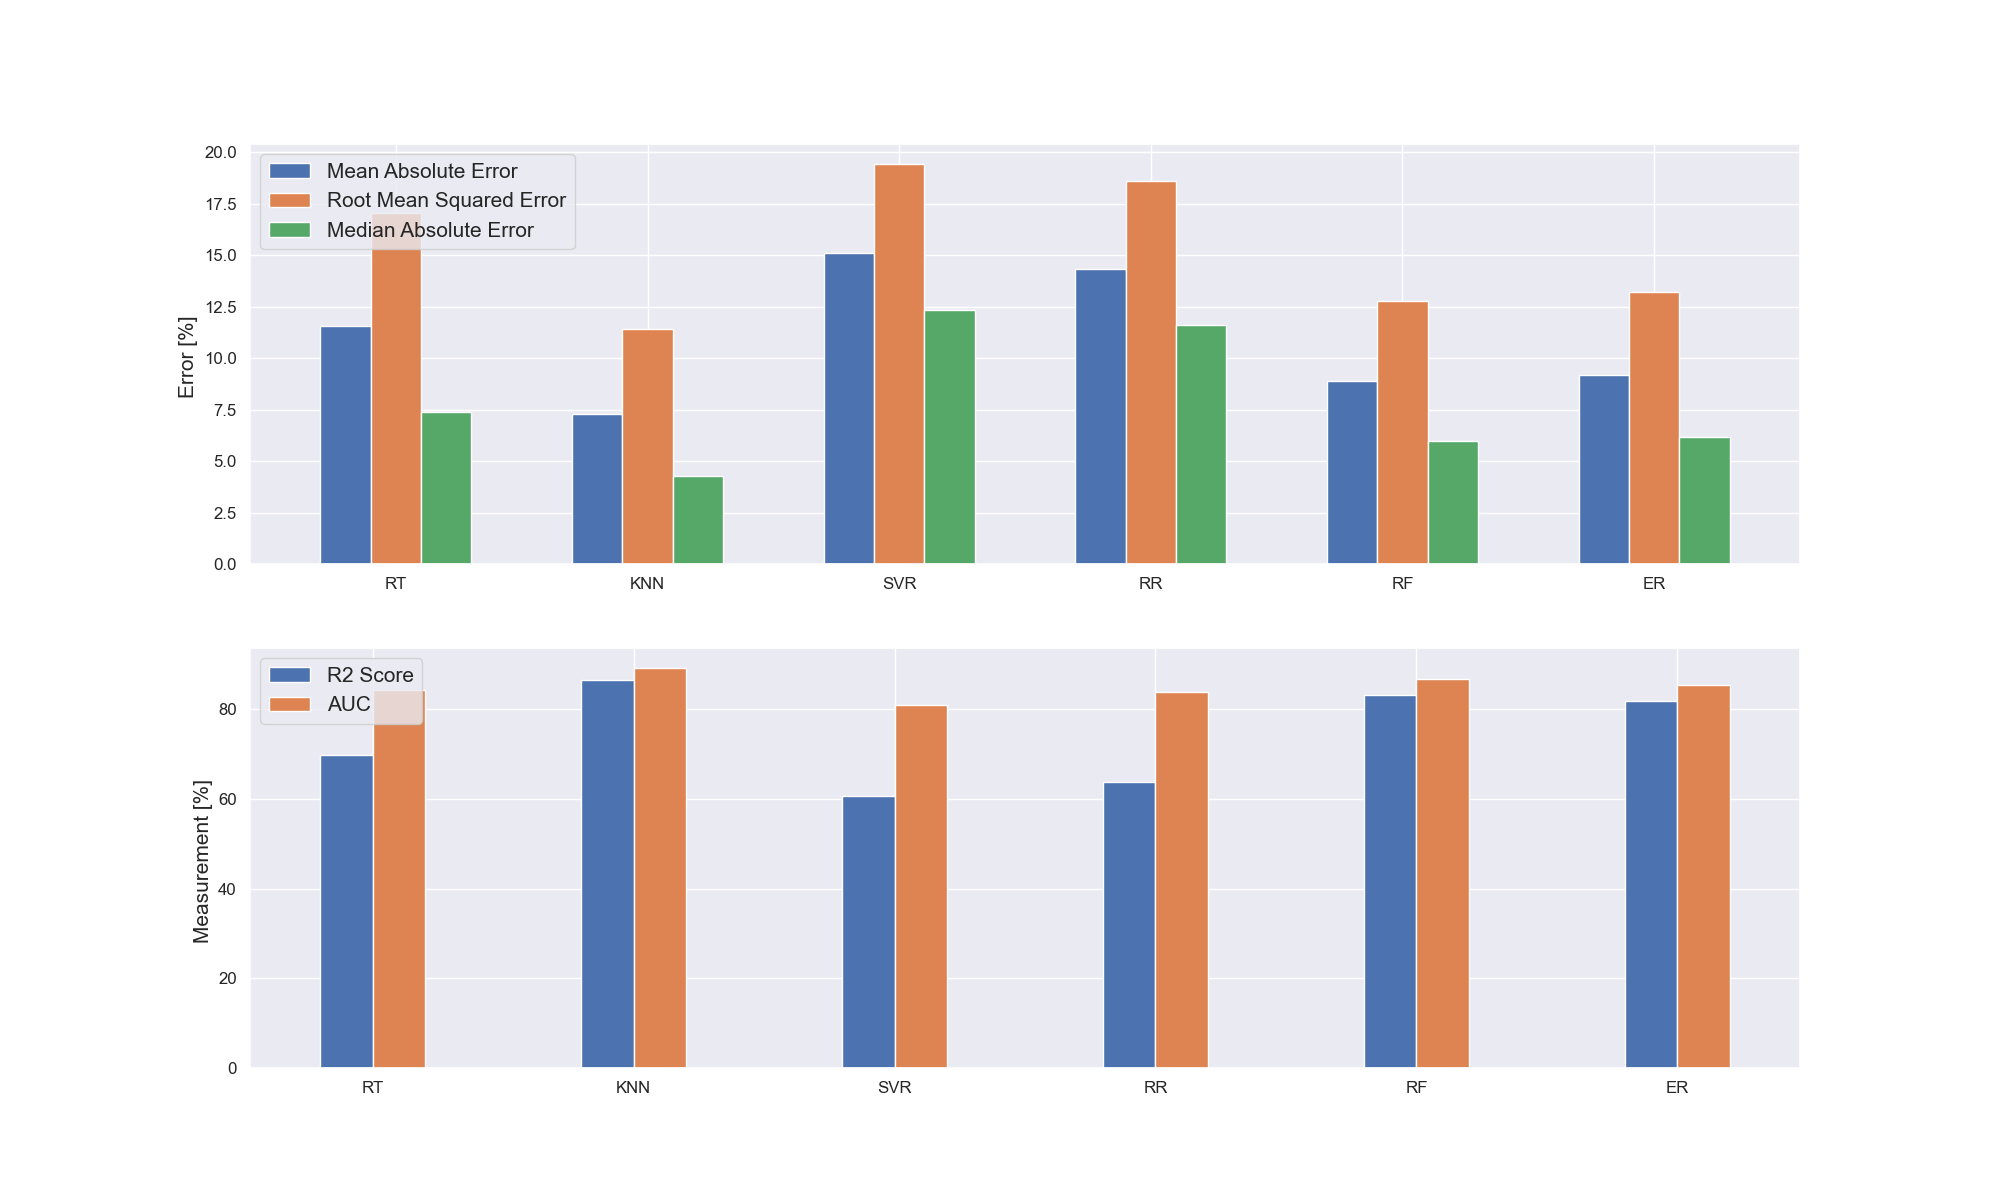 20.0
17.5
15.0
12.5
10.0
7.5
5.0
2.5
0.0
Error [%]
Mean Absolute Error
Root Mean Squared Error
Median Absolute Error
RT KNN SVR RR RF ER
80
60
40
20
0
Measurement [%]
R2 Score
AUC
RT KNN SVR RR RF ER